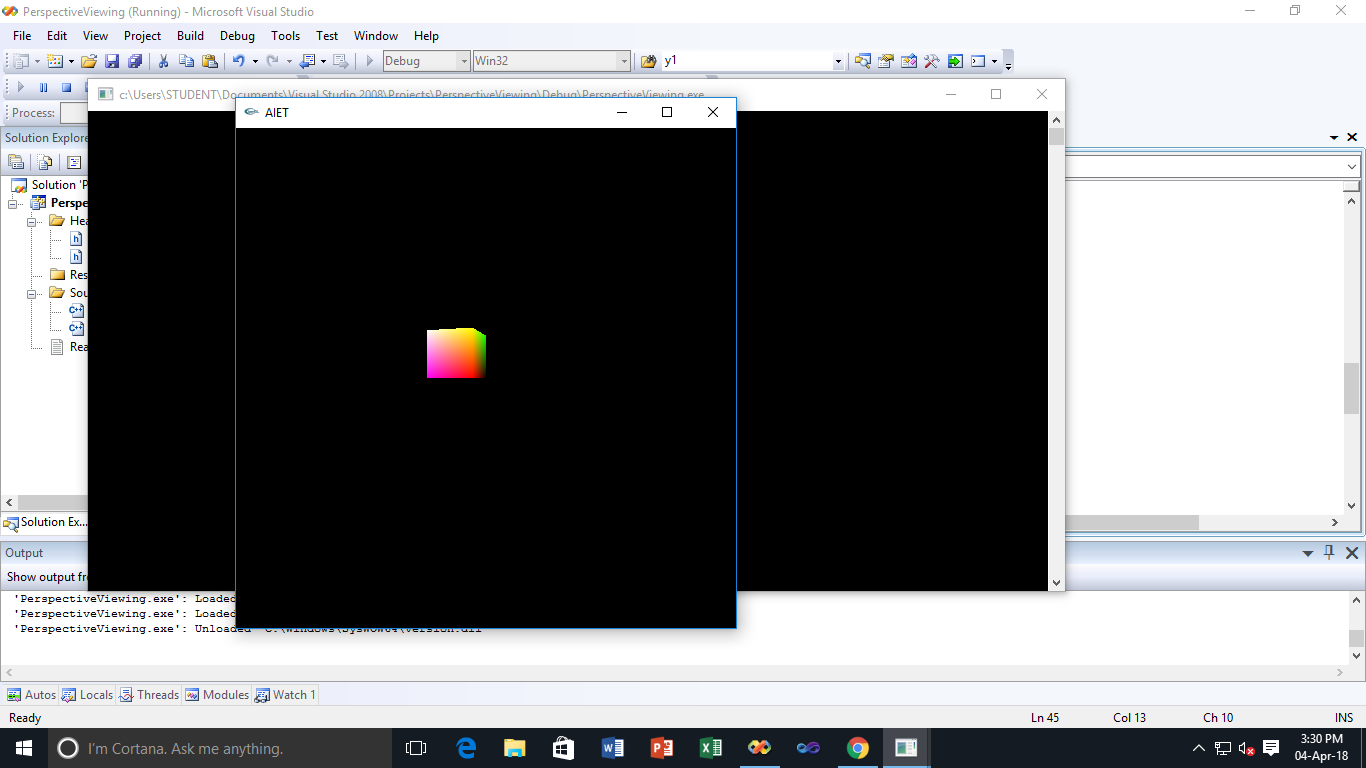 PerspectiveViewing (Running) - Microsoft Visual Studio
File Edit View Project Build Debug Tools Test Window Help
Debug Win32 y1
Process:
c:\Users\STUDENT\Documents\Visual Studio 2008\Projects\PerspectiveViewing\Debug\PerspectiveViewing.exe
AIET
Solution Explore
Solution 'P
Perspe
Hea
h
h
Res
Sou
C++
C++
Rea
Solution Ex...
Output
Show output fr
'PerspectiveViewing.exe': Loaded
'PerspectiveViewing.exe': Loaded
'PerspectiveViewing.exe': Unloaded 'C:\Windows\SysWOW64\version.dll'
Autos Locals Threads Modules Watch 1
Ready Ln 45 Col 13 Ch 10 INS
I'm Cortana. Ask me anything.
3:30 PM
04-Apr-18